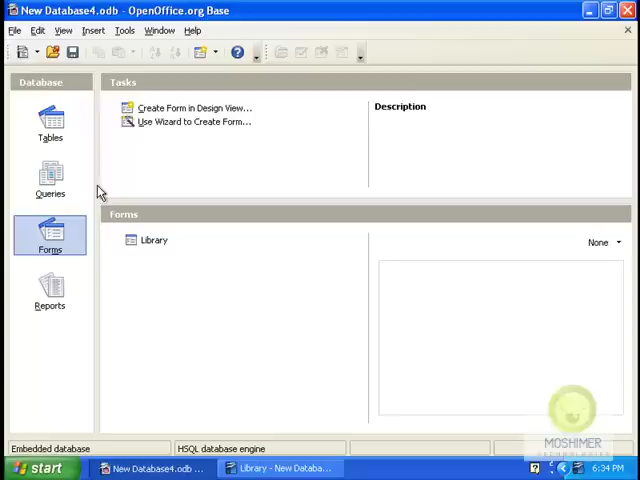 New Database4.odb - OpenOffice.org Base
File Edit View Insert Tools Window Help
Database
Tasks
Tables
Queries
Forms
Reports
Create Form in Design View...
Use Wizard to Create Form...
Description
Forms
Library
None
MOSHIMER
TECHNOLOGIES
Embedded database
HSQL database engine
start
New Database4.odb ...
Library - New Databa...
6:34 PM